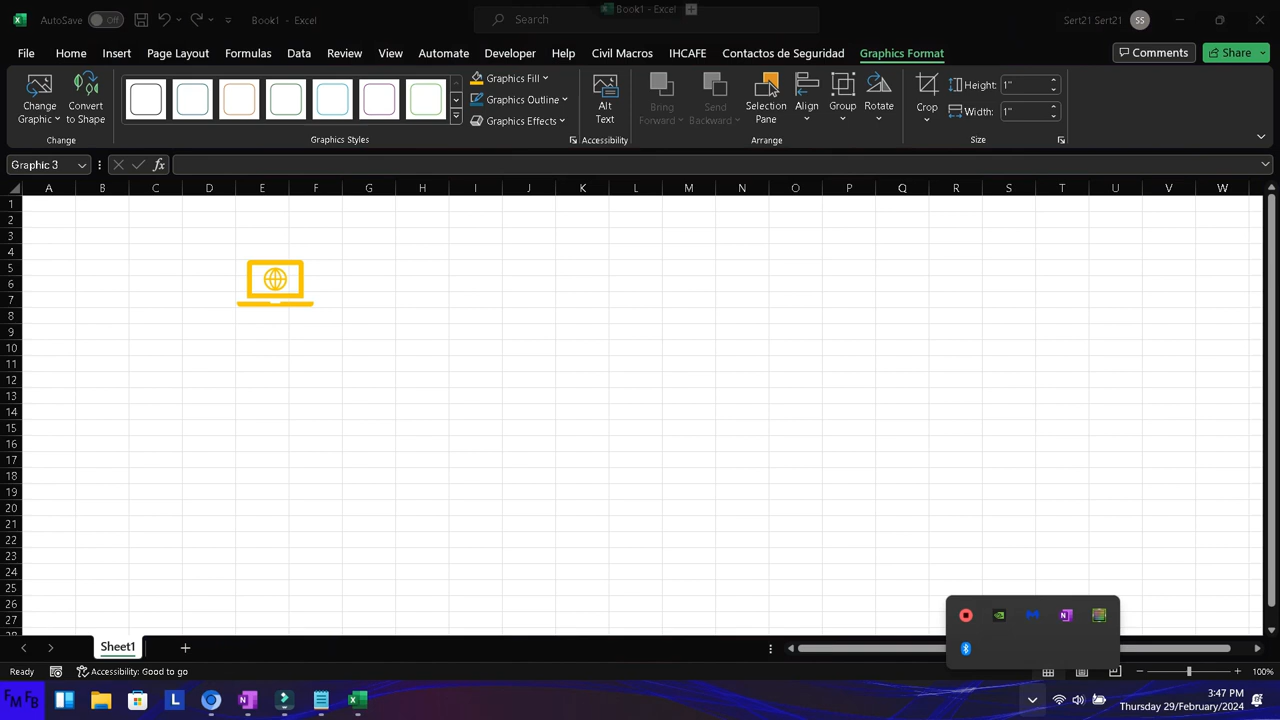 AutoSave Off Book1 - Excel Search Book1 - Excel Sert21 Sert21 SS
File Home Insert Page Layout Formulas Data Review View Automate Developer Help Civil Macros IHCAFE Contactos de Seguridad Graphics Format Comments Share
Change Graphic
Convert to Shape
Change
Graphics Fill
Graphics Outline
Graphics Effects
Graphics Styles
Alt Text
Accessibility
Bring Forward
Send Backward
Selection Pane
Align
Group
Rotate
Arrange
Crop
Height: 1"
Width: 1"
Size
Graphic 3 fx
A B C D E F G H I J K L M N O P Q R S T U V W
1
2
3
4
5
6
7
8
9
10
11
12
13
14
15
16
17
18
19
20
21
22
23
24
25
26
27
28
Sheet1
Ready Accessibility: Good to go 100%
FM FB L N 3:47 PM
Thursday 29/February/2024